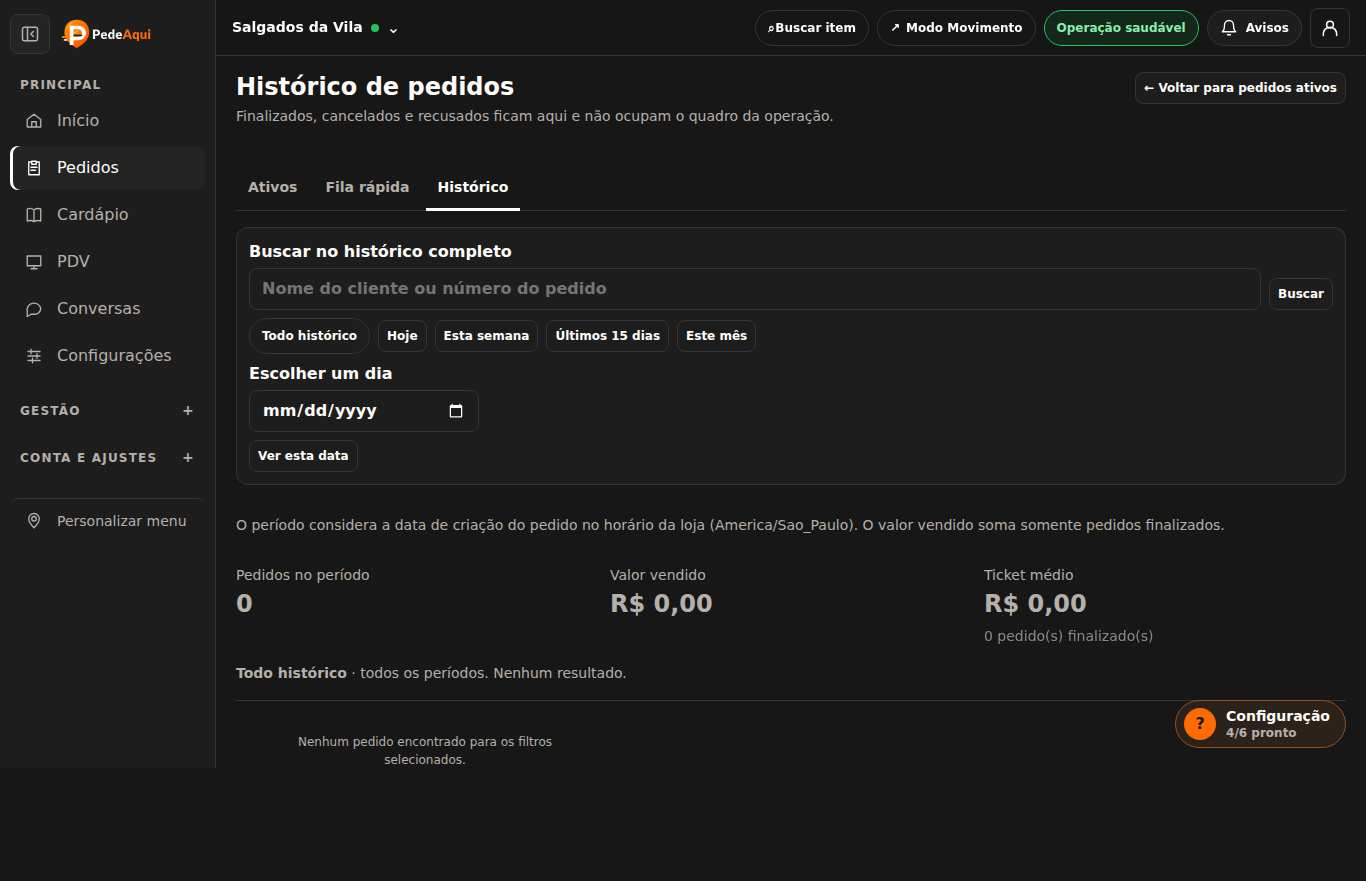 PedeAqui
Salgados da Vila
Buscar item
↗ Modo Movimento
Operação saudável
Avisos
PRINCIPAL
Início
Pedidos
Cardápio
PDV
Conversas
Configurações
GESTÃO +
CONTA E AJUSTES +
Personalizar menu
Histórico de pedidos
← Voltar para pedidos ativos
Finalizados, cancelados e recusados ficam aqui e não ocupam o quadro da operação.
Ativos
Fila rápida
Histórico
Buscar no histórico completo
Nome do cliente ou número do pedido
Buscar
Todo histórico
Hoje
Esta semana
Últimos 15 dias
Este mês
Escolher um dia
mm/dd/yyyy
Ver esta data
O período considera a data de criação do pedido no horário da loja (America/Sao_Paulo). O valor vendido soma somente pedidos finalizados.
Pedidos no período
0
Valor vendido
R$ 0,00
Ticket médio
R$ 0,00
0 pedido(s) finalizado(s)
Todo histórico · todos os períodos. Nenhum resultado.
Nenhum pedido encontrado para os filtros
selecionados.
?
Configuração
4/6 pronto